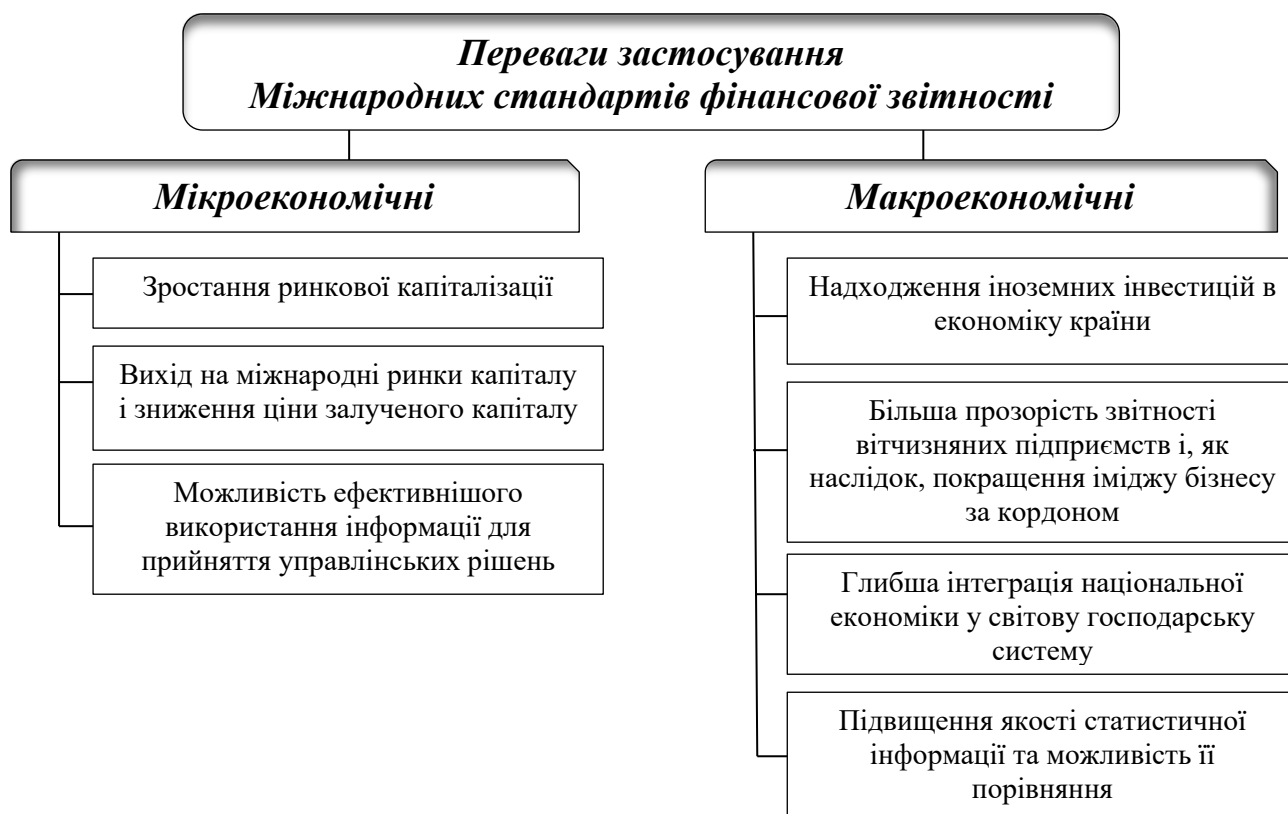 Переваги застосування
Міжнародних стандартів фінансової звітності
Мікроекономічні
Зростання ринкової капіталізації
Вихід на міжнародні ринки капіталу
і зниження ціни залученого капіталу
Можливість ефективнішого
використання інформації для
прийняття управлінських рішень
Макроекономічні
Надходження іноземних інвестицій в
економіку країни
Більша прозорість звітності
вітчизняних підприємств і, як
наслідок, покращення іміджу бізнесу
за кордоном
Глибша інтеграція національної
економіки у світову господарську
систему
Підвищення якості статистичної
інформації та можливість її
порівняння